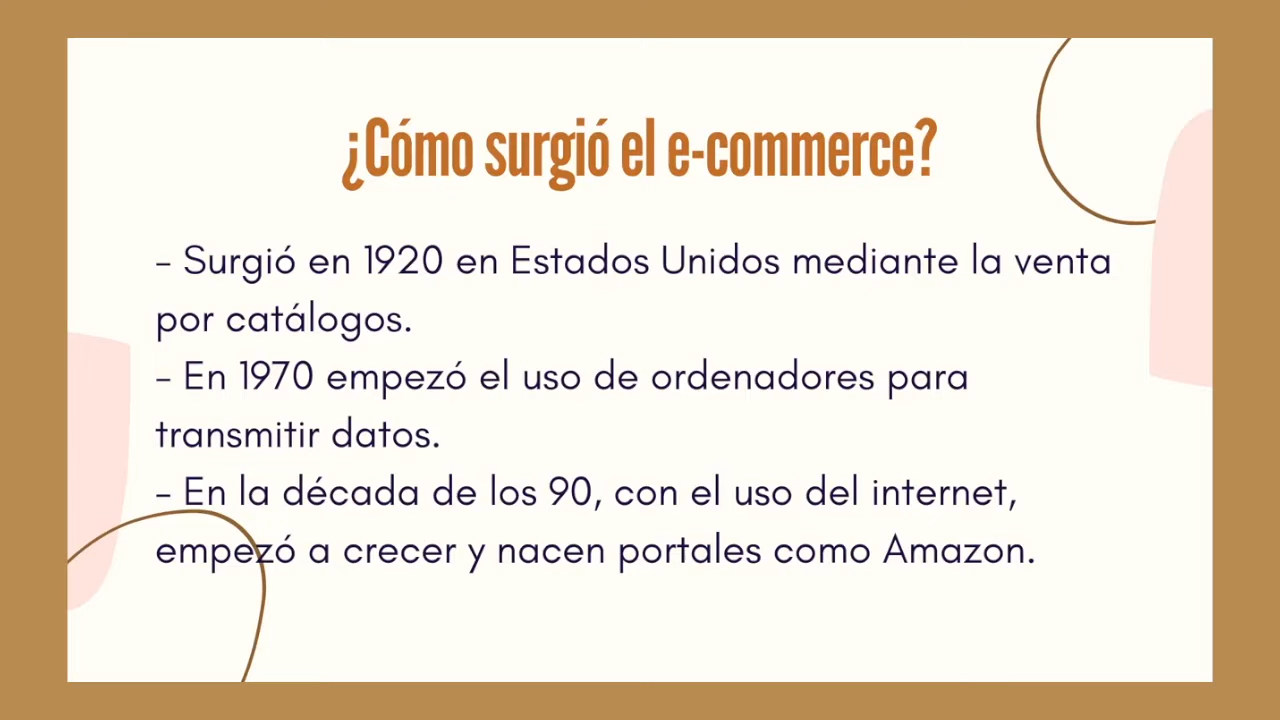 ¿Cómo surgió el e-commerce?
- Surgió en 1920 en Estados Unidos mediante la venta
por catálogos.
- En 1970 empezó el uso de ordenadores para
transmitir datos.
- En la década de los 90, con el uso del internet,
empezó a crecer y nacen portales como Amazon.